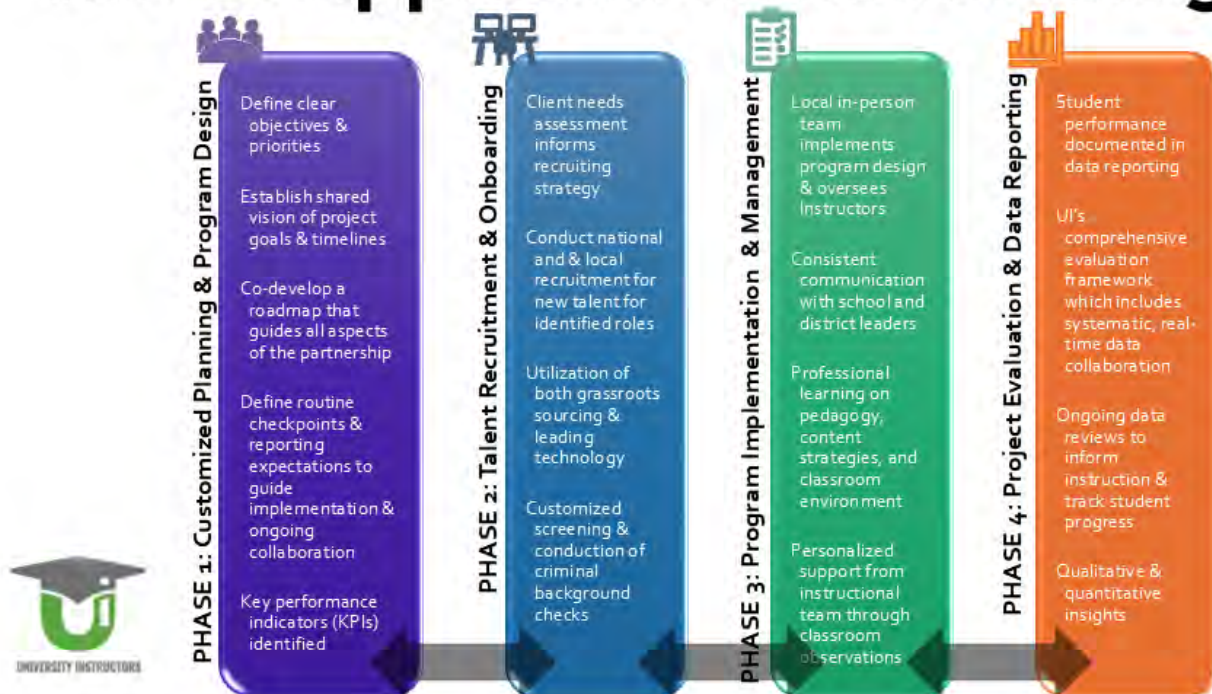 PHASE 1: Customized Planning & Program Design
Define clear
objectives &
priorities
Establish shared
vision of project
goals & timelines
Co-develop a
roadmap that
guides all aspects
of the partnership
Define routine
checkpoints &
reporting
expectations to
guide
implementation &
ongoing
collaboration
Key performance
indicators (KPIs)
identified
PHASE 2: Talent Recruitment & Onboarding
Client needs
assessment
informs
recruiting
strategy
Conduct national
and & local
recruitment for
new talent for
identified roles
Utilization of
both grassroots
sourcing &
leading
technology
Customized
screening &
conduction of
criminal
background
checks
PHASE 3: Program Implementation & Management
Local in-person
team
implements
program design
& oversees
Instructors
Consistent
communication
with school and
district leaders
Professional
learning on
pedagogy,
content
strategies, and
classroom
environment
Personalized
support from
instructional
team through
classroom
observations
PHASE 4: Project Evaluation & Data Reporting
Student
performance
documented in
data reporting
UI's
comprehensive
evaluation
framework
which includes
systematic, real-
time data
collaboration
Ongoing data
reviews to
inform
instruction &
track student
progress
Qualitative &
quantitative
insights
Ui
UNIVERSITY INSTRUCTORS